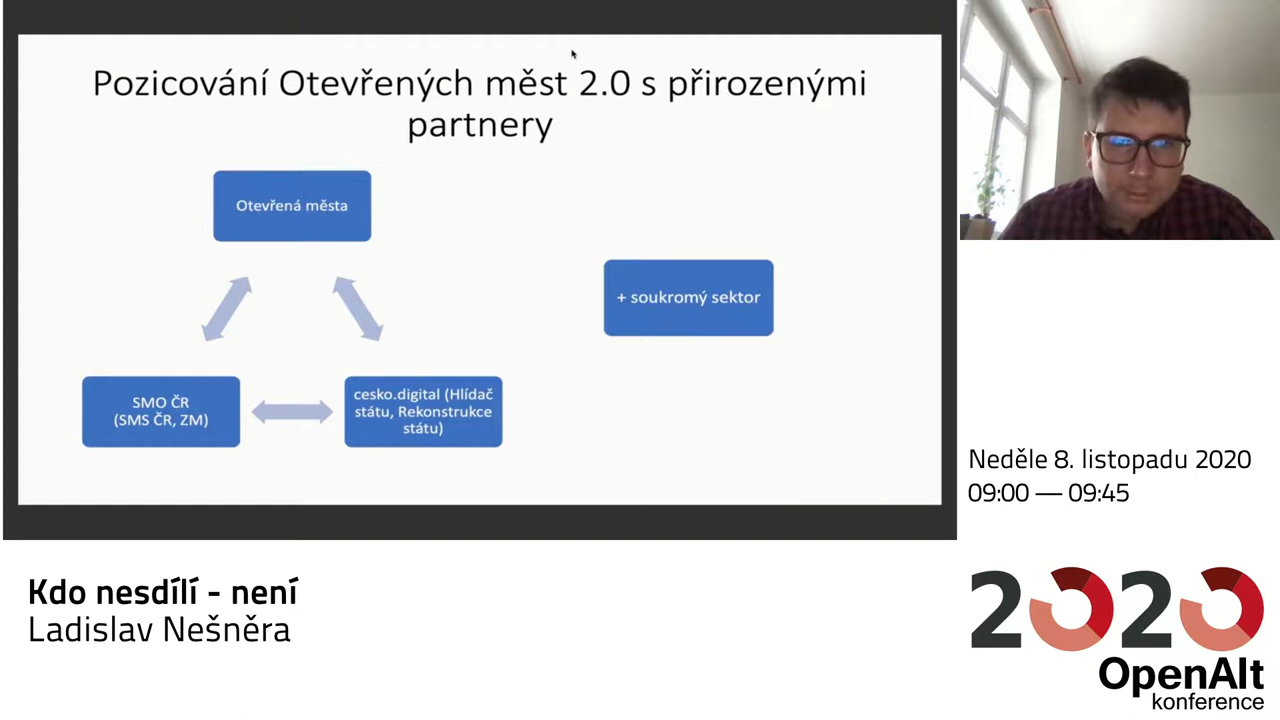 Pozicování Otevřených měst 2.0 s přirozenými
partnery
Otevřená města
+ soukromý sektor
SMO ČR
(SMS ČR, ZM)
cesko.digital (Hlídač
státu, Rekonstrukce
státu)
Neděle 8. listopadu 2020
09:00 — 09:45
Kdo nesdílí - není
Ladislav Nešněra
2020
OpenAlt
konference